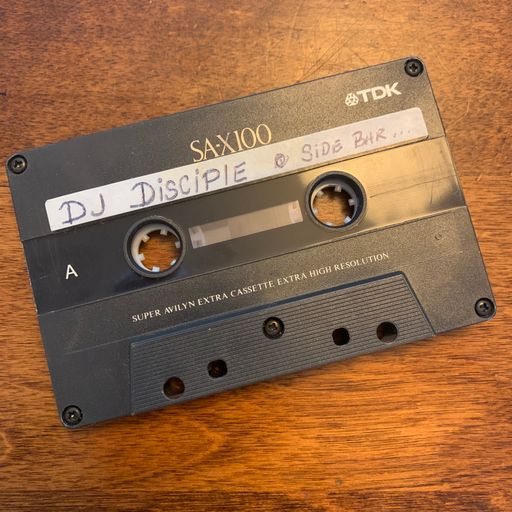 TDK
SA-X100
DJ DISCIPLE @ SIDE BAR...
A
SUPER AVILYN EXTRA CASSETTE EXTRA HIGH RESOLUTION